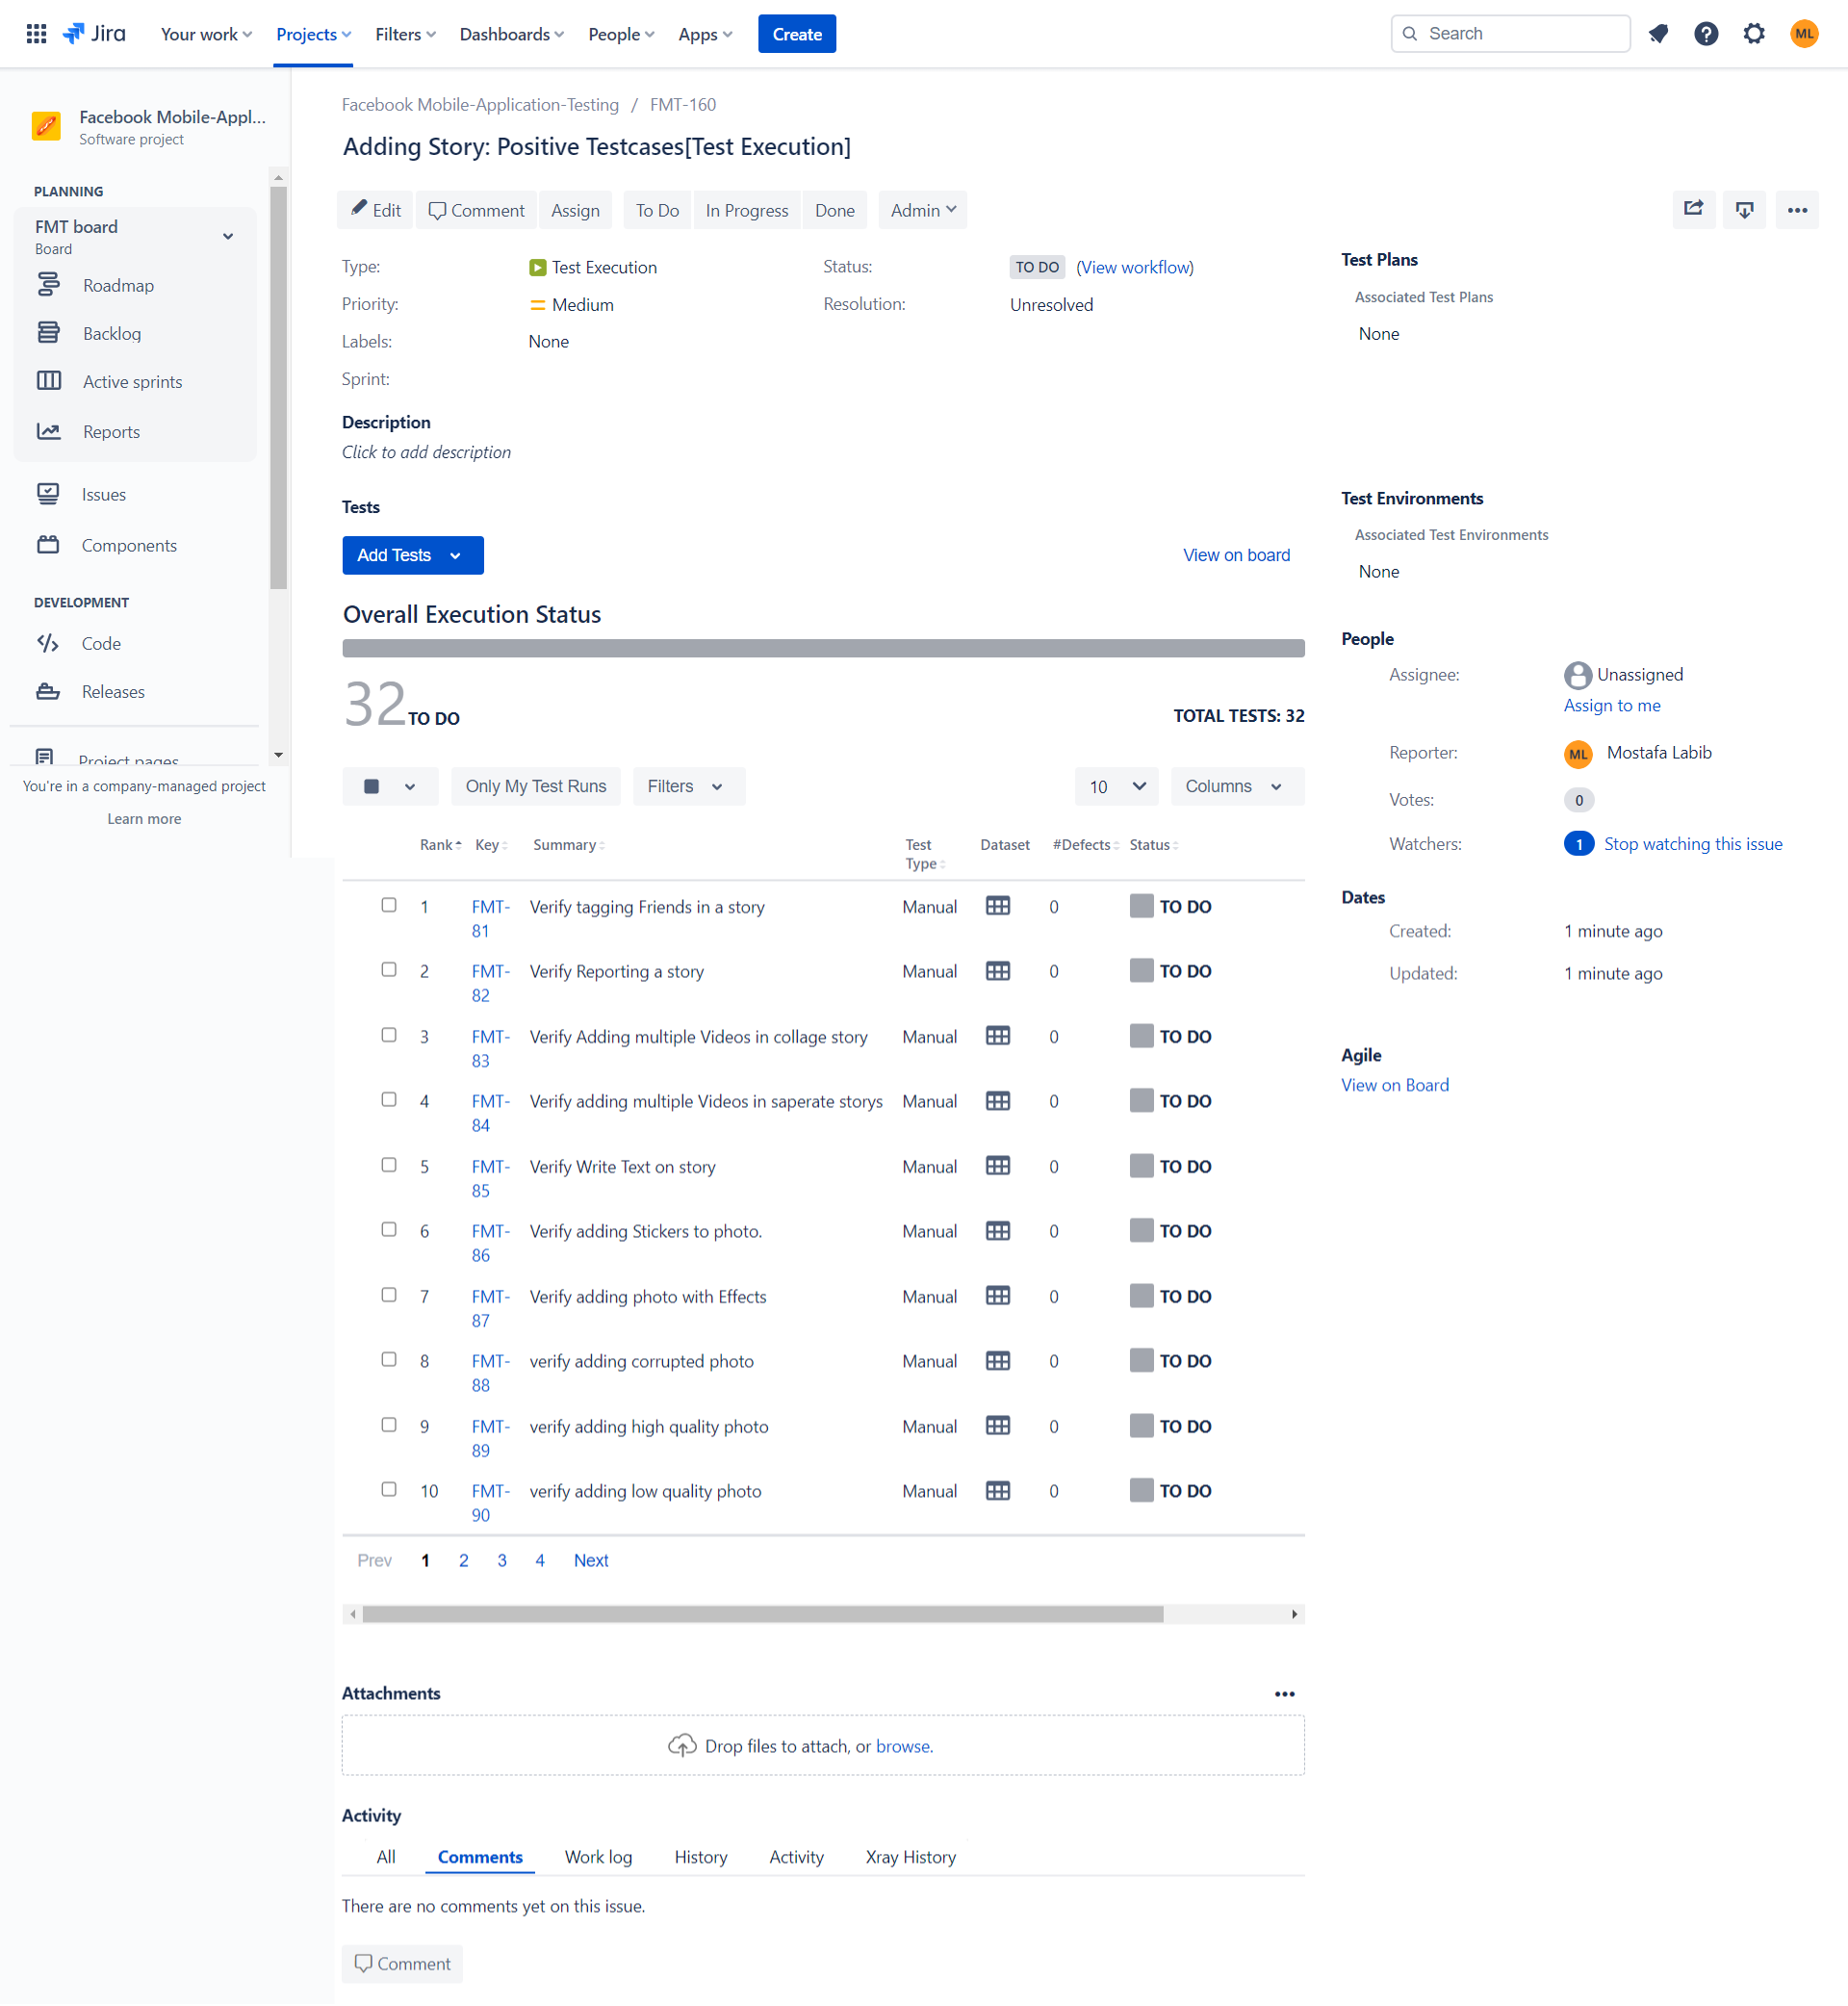 Jira Your work Projects Filters Dashboards People Apps Create Search ML
Facebook Mobile-Appl...
Software project
PLANNING
FMT board
Board
Roadmap
Backlog
Active sprints
Reports
Issues
Components
DEVELOPMENT
Code
Releases
Project pages
You're in a company-managed project
Learn more
Facebook Mobile-Application-Testing / FMT-160
Adding Story: Positive Testcases[Test Execution]
Edit Comment Assign To Do In Progress Done Admin
Type: Test Execution Status: TO DO (View workflow)
Priority: Medium Resolution: Unresolved
Labels: None
Sprint:
Description
Click to add description
Tests
Add Tests View on board
Overall Execution Status
32 TO DO TOTAL TESTS: 32
Only My Test Runs Filters 10 Columns
Rank Key Summary Test Type Dataset #Defects Status
1 FMT-81 Verify tagging Friends in a story Manual 0 TO DO
2 FMT-82 Verify Reporting a story Manual 0 TO DO
3 FMT-83 Verify Adding multiple Videos in collage story Manual 0 TO DO
4 FMT-84 Verify adding multiple Videos in saperate storys Manual 0 TO DO
5 FMT-85 Verify Write Text on story Manual 0 TO DO
6 FMT-86 Verify adding Stickers to photo. Manual 0 TO DO
7 FMT-87 Verify adding photo with Effects Manual 0 TO DO
8 FMT-88 verify adding corrupted photo Manual 0 TO DO
9 FMT-89 verify adding high quality photo Manual 0 TO DO
10 FMT-90 verify adding low quality photo Manual 0 TO DO
Prev 1 2 3 4 Next
Attachments
Drop files to attach, or browse.
Activity
All Comments Work log History Activity Xray History
There are no comments yet on this issue.
Comment
Test Plans
Associated Test Plans
None
Test Environments
Associated Test Environments
None
People
Assignee: Unassigned
Assign to me
Reporter: ML Mostafa Labib
Votes: 0
Watchers: 1 Stop watching this issue
Dates
Created: 1 minute ago
Updated: 1 minute ago
Agile
View on Board